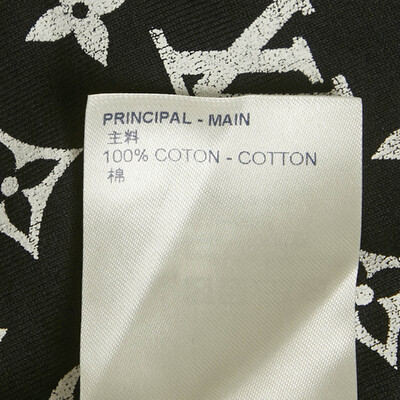 PRINCIPAL - MAIN
主料
100% COTON - COTTON
棉